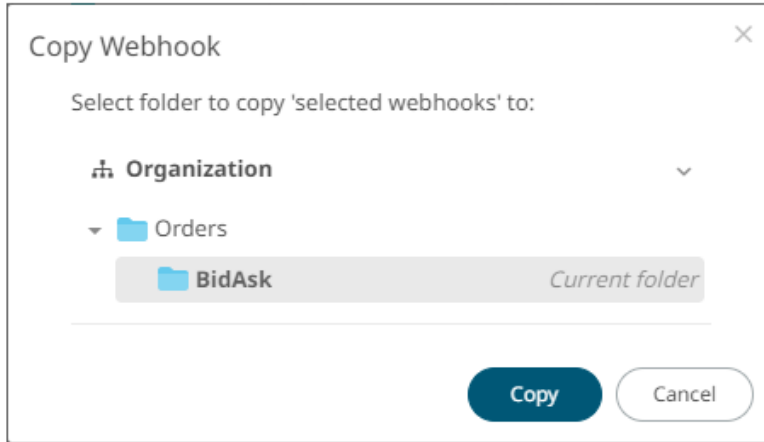 Copy Webhook
Select folder to copy 'selected webhooks' to:
Organization
Orders
BidAsk Current folder
Copy Cancel